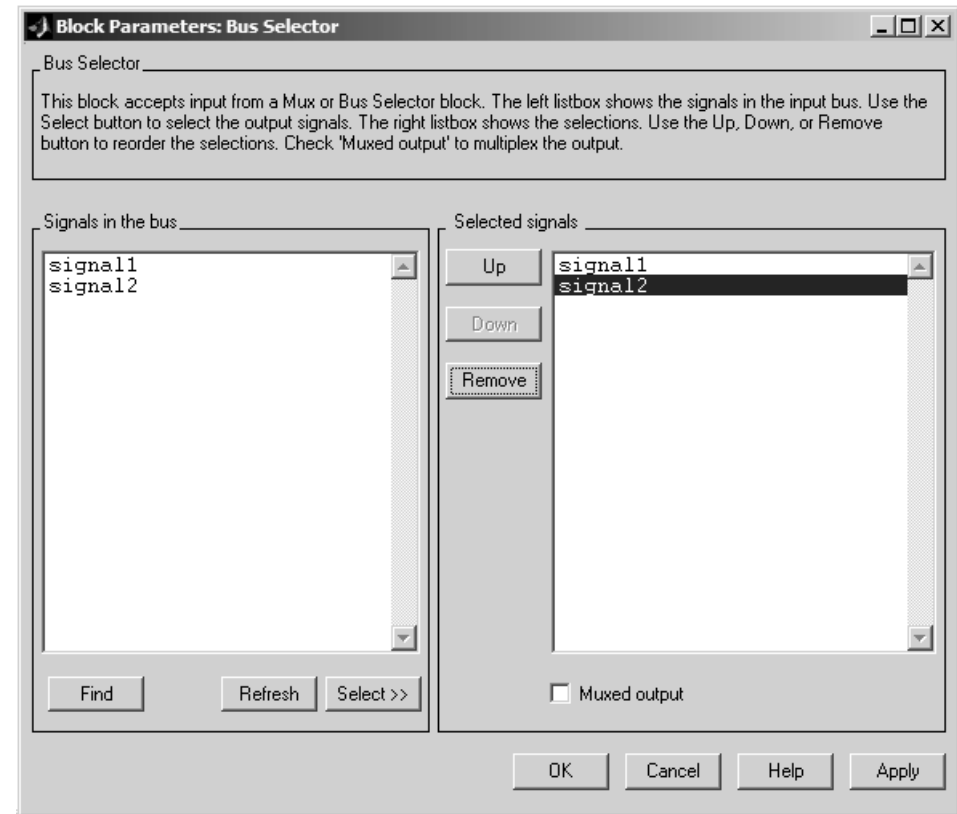 Block Parameters: Bus Selector
Bus Selector
This block accepts input from a Mux or Bus Selector block. The left listbox shows the signals in the input bus. Use the
Select button to select the output signals. The right listbox shows the selections. Use the Up, Down, or Remove
button to reorder the selections. Check 'Muxed output' to multiplex the output.
Signals in the bus
signal1
signal2
Find
Refresh
Select >>
Selected signals
Up
Down
Remove
signal1
signal2
Muxed output
OK
Cancel
Help
Apply